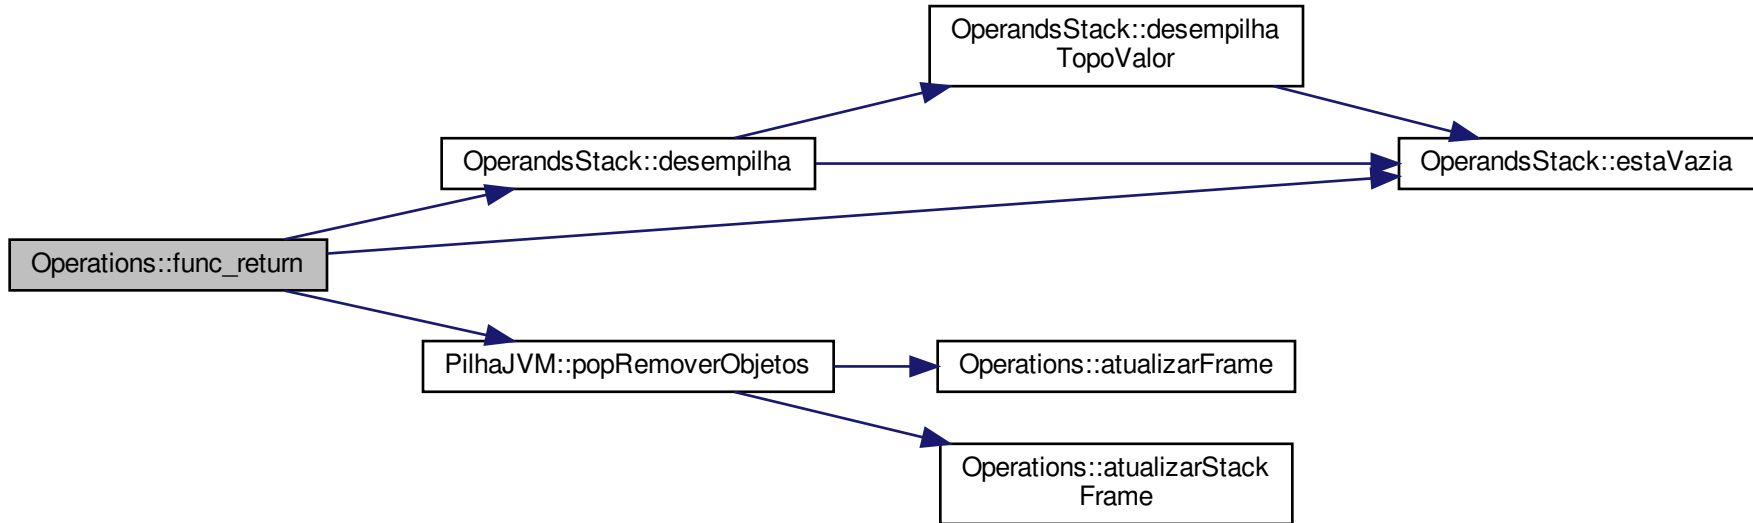 OperandsStack::desempilha
TopoValor
OperandsStack::desempilha
OperandsStack::estaVazia
Operations::func_return
PilhaJVM::popRemoverObjetos
Operations::atualizarFrame
Operations::atualizarStack
Frame